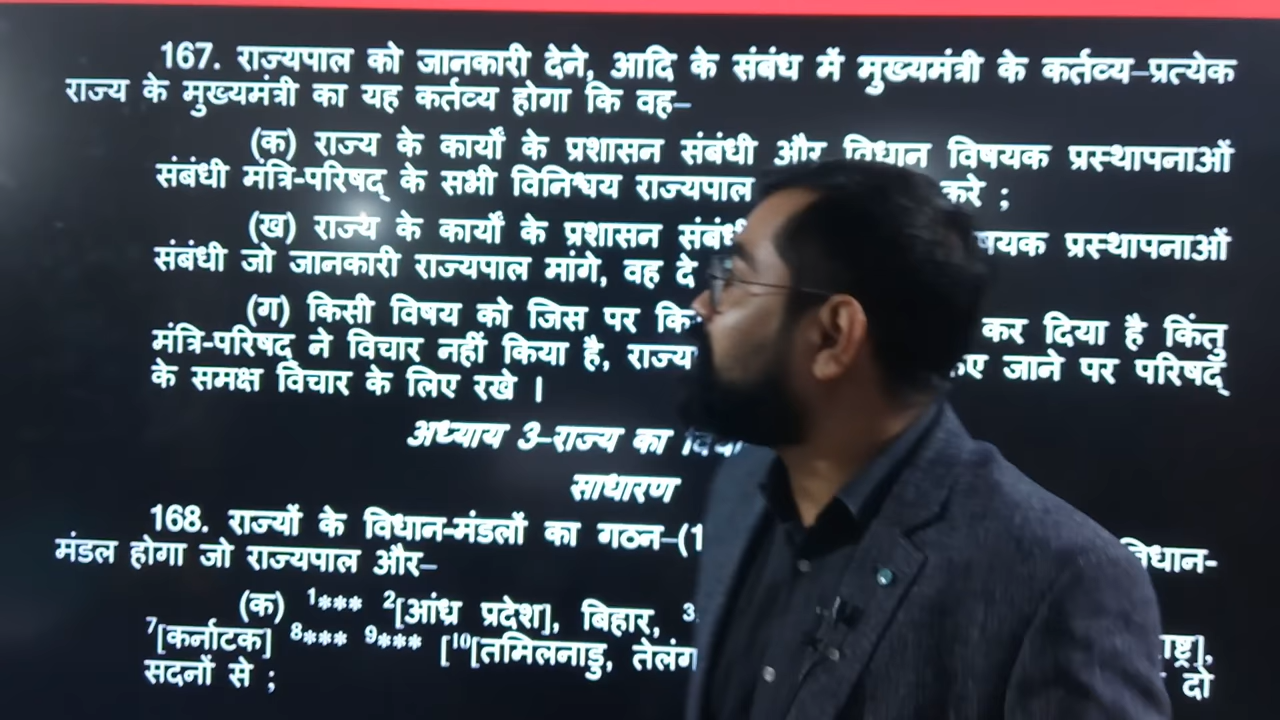 167. राज्यपाल को जानकारी देने, आदि के संबंध में मुख्यमंत्री के कर्तव्य–प्रत्येक
राज्य के मुख्यमंत्री का यह कर्तव्य होगा कि वह–
(क) राज्य के कार्यों के प्रशासन संबंधी और विधान विषयक प्रस्थापनाओं
संबंधी मंत्रि-परिषद् के सभी विनिश्चय राज्यपाल करे ;
(ख) राज्य के कार्यों के प्रशासन प्रस्थापनाओं
संबंधी जो जानकारी राज्यपाल मांगे, वह दे
(ग) किसी विषय को जिस पर कर दिया है किंतु
मंत्रि-परिषद् ने विचार नहीं किया है, जाने पर परिषद्
के समक्ष विचार के लिए रखे ।
अध्याय 3–राज्य का
साधारण
168. राज्यों के विधान-मंडलों का गठन–(1 विधान-
मंडल होगा जो राज्यपाल और–
(क) 1*** 2[आंध्र प्रदेश], बिहार, 3
7[कर्नाटक] 8*** 9*** [10[तमिलनाडु,
सदनों से ; दो